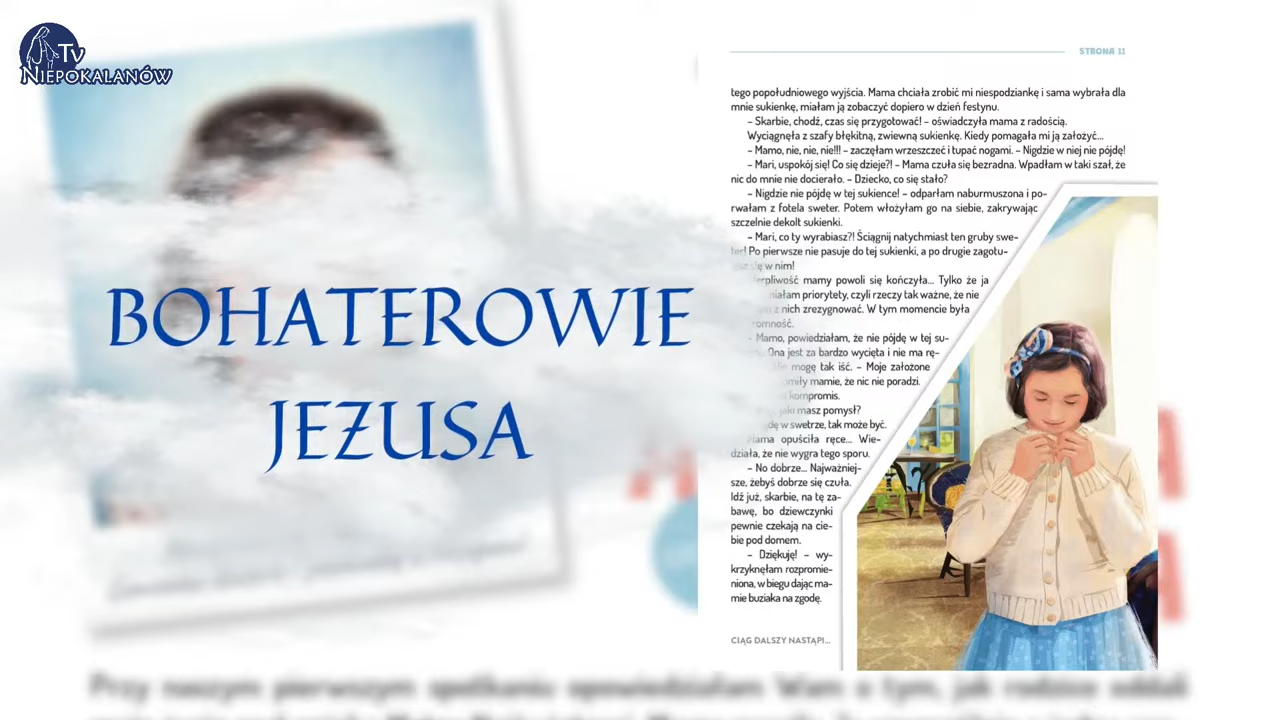 Tv
NIEPOKALANÓW
BOHATEROWIE
JEZUSA
STRONA 11
tego popołudniowego wyjścia. Mama chciała zrobić mi niespodziankę i sama wybrała dla
mnie sukienkę, miałam ją zobaczyć dopiero w dzień festynu.
– Skarbie, chodź, czas się przygotować! – oświadczyła mama z radością.
Wyciągnęła z szafy błękitną, zwiewną sukienkę. Kiedy pomagała mi ją założyć...
– Mamo, nie, nie, nie!!! – zaczęłam wrzeszczeć i tupać nogami. – Nigdzie w niej nie pójdę!
– Mari, uspokój się! Co się dzieje?! – Mama czuła się bezradna. Wpadłam w taki szał, że
nic do mnie nie docierało. – Dziecko, co się stało?
– Nigdzie nie pójdę w tej sukience! – odparłam naburmuszona i po-
rwałam z fotela sweter. Potem włożyłam go na siebie, zakrywając
szczelnie dekolt sukienki.
– Mari, co ty wyrabiasz?! Ściągnij natychmiast ten gruby swe-
ter! Po pierwsze nie pasuje do tej sukienki, a po drugie zagotu-
się w nim!
mamy powoli się kończyła... Tylko że ja
priorytety, czyli rzeczy tak ważne, że nie
z nich zrezygnować. W tym momencie była
– Mamo, powiedziałam, że nie pójdę w tej su-
Ona jest za bardzo wycięta i nie ma rę-
mogę tak iść. – Moje założone
mamie, że nic nie poradzi.
kompromis.
jaki masz pomysł?
w swetrze, tak może być.
Mama opuściła ręce... Wie-
działa, że nie wygra tego sporu.
– No dobrze... Najważniej-
sze, żebyś dobrze się czuła.
Idź już, skarbie, na tę za-
bawę, bo dziewczynki
pewnie czekają na cie-
bie pod domem.
– Dziękuję! – wy-
krzyknęłam rozpromie-
niona, w biegu dając ma-
mie buziaka na zgodę.
CIĄG DALSZY NASTĄPI...
Przy naszym pierwszym spotkaniu opowiedziałam Wam o tym, jak rodzice oddali